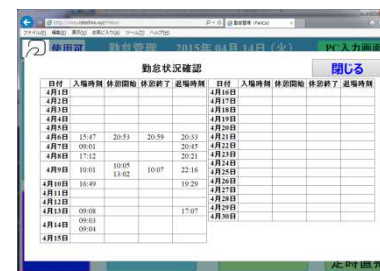 使用可 勤怠管理 2015年04月14日(火) PC入力画面
勤怠状況確認
閉じる
日付 入場時刻 休憩開始 休憩終了 退場時刻
4月1日
4月2日
4月3日
4月4日
4月5日
4月6日 15:47 20:53 20:59 20:33
4月7日 09:01 20:45
4月8日 17:12 20:21
4月9日 10:01 10:05 13:02 10:07 22:16
4月10日 16:49 19:29
4月11日
4月12日
4月13日 09:08 17:07
4月14日 09:03 09:04
4月15日
日付 入場時刻 休憩開始 休憩終了 退場時刻
4月16日
4月17日
4月18日
4月19日
4月20日
4月21日
4月22日
4月23日
4月24日
4月25日
4月26日
4月27日
4月28日
4月29日
4月30日